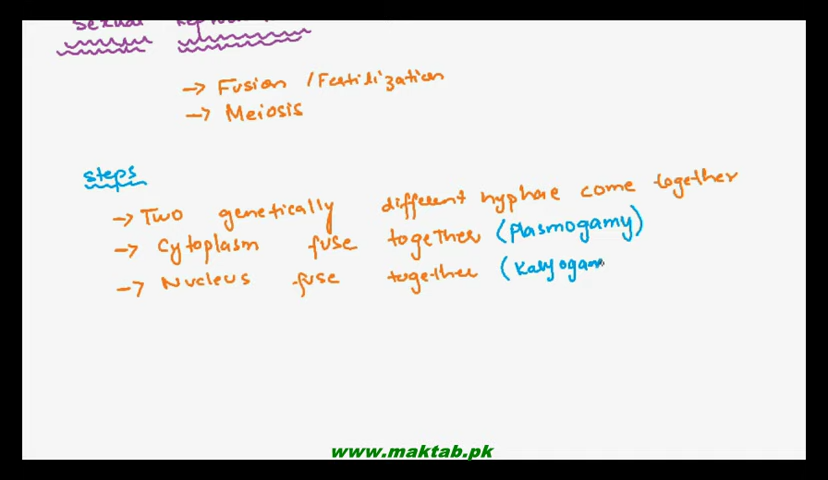 Sexual
→ Fusion / Fertilization
→ Meiosis
steps
→ Two genetically different hyphae come together
→ Cytoplasm fuse together (Plasmogamy)
→ Nucleus fuse together (Karyogam
www.maktab.pk